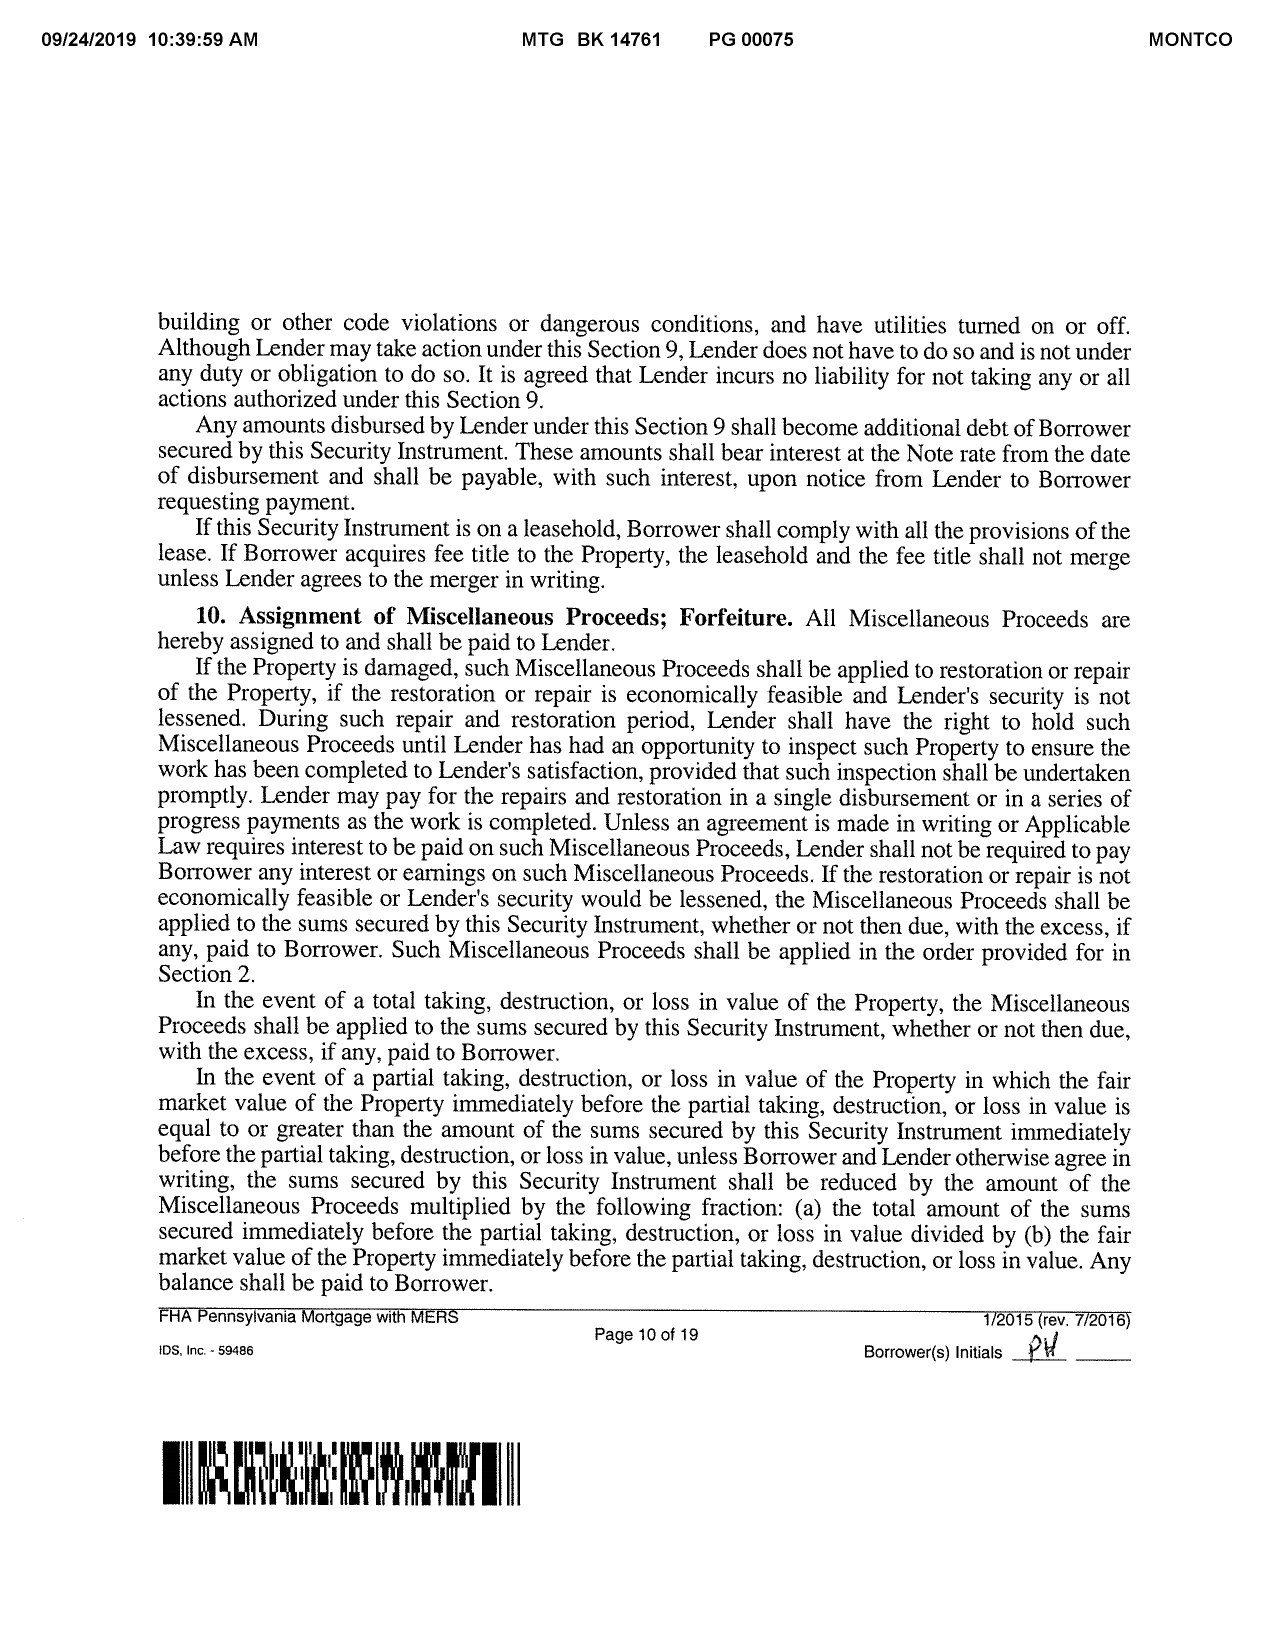 09/24/2019 10:39:59 AM MTG BK 14761 PG 00075 MONTCO
building or other code violations or dangerous conditions, and have utilities turned on or off.
Although Lender may take action under this Section 9, Lender does not have to do so and is not under
any duty or obligation to do so. It is agreed that Lender incurs no liability for not taking any or all
actions authorized under this Section 9.
Any amounts disbursed by Lender under this Section 9 shall become additional debt of Borrower
secured by this Security Instrument. These amounts shall bear interest at the Note rate from the date
of disbursement and shall be payable, with such interest, upon notice from Lender to Borrower
requesting payment.
If this Security Instrument is on a leasehold, Borrower shall comply with all the provisions of the
lease. If Borrower acquires fee title to the Property, the leasehold and the fee title shall not merge
unless Lender agrees to the merger in writing.
10. Assignment of Miscellaneous Proceeds; Forfeiture. All Miscellaneous Proceeds are
hereby assigned to and shall be paid to Lender.
If the Property is damaged, such Miscellaneous Proceeds shall be applied to restoration or repair
of the Property, if the restoration or repair is economically feasible and Lender's security is not
lessened. During such repair and restoration period, Lender shall have the right to hold such
Miscellaneous Proceeds until Lender has had an opportunity to inspect such Property to ensure the
work has been completed to Lender's satisfaction, provided that such inspection shall be undertaken
promptly. Lender may pay for the repairs and restoration in a single disbursement or in a series of
progress payments as the work is completed. Unless an agreement is made in writing or Applicable
Law requires interest to be paid on such Miscellaneous Proceeds, Lender shall not be required to pay
Borrower any interest or earnings on such Miscellaneous Proceeds. If the restoration or repair is not
economically feasible or Lender's security would be lessened, the Miscellaneous Proceeds shall be
applied to the sums secured by this Security Instrument, whether or not then due, with the excess, if
any, paid to Borrower. Such Miscellaneous Proceeds shall be applied in the order provided for in
Section 2.
In the event of a total taking, destruction, or loss in value of the Property, the Miscellaneous
Proceeds shall be applied to the sums secured by this Security Instrument, whether or not then due,
with the excess, if any, paid to Borrower.
In the event of a partial taking, destruction, or loss in value of the Property in which the fair
market value of the Property immediately before the partial taking, destruction, or loss in value is
equal to or greater than the amount of the sums secured by this Security Instrument immediately
before the partial taking, destruction, or loss in value, unless Borrower and Lender otherwise agree in
writing, the sums secured by this Security Instrument shall be reduced by the amount of the
Miscellaneous Proceeds multiplied by the following fraction: (a) the total amount of the sums
secured immediately before the partial taking, destruction, or loss in value divided by (b) the fair
market value of the Property immediately before the partial taking, destruction, or loss in value. Any
balance shall be paid to Borrower.
FHA Pennsylvania Mortgage with MERS 1/2015 (rev. 7/2016)
Page 10 of 19
IDS, Inc. - 59486 Borrower(s) Initials PH